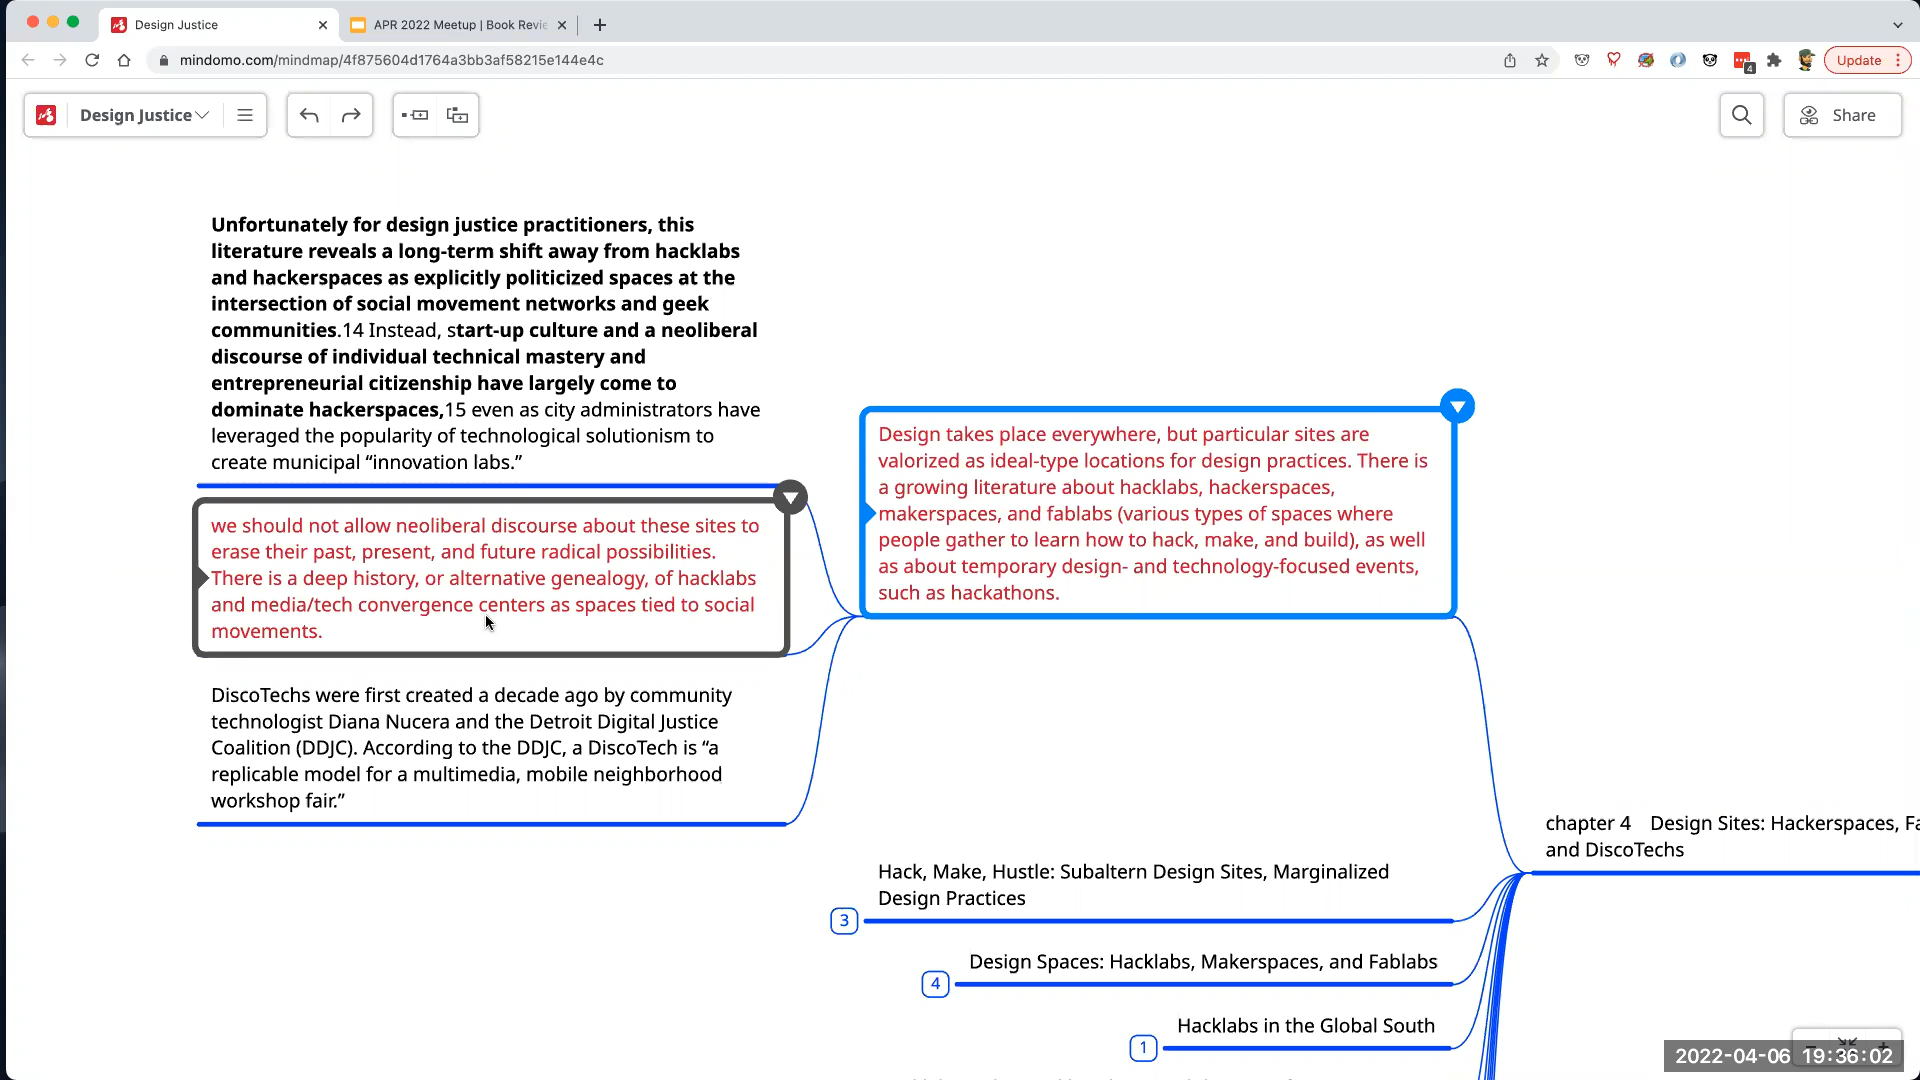 Design Justice
APR 2022 Meetup | Book Revie
mindomo.com/mindmap/4f875604d1764a3bb3af58215e144e4c
4
Update
Design Justice
Share
Unfortunately for design justice practitioners, this
literature reveals a long-term shift away from hacklabs
and hackerspaces as explicitly politicized spaces at the
intersection of social movement networks and geek
communities.14 Instead, start-up culture and a neoliberal
discourse of individual technical mastery and
entrepreneurial citizenship have largely come to
dominate hackerspaces,15 even as city administrators have
leveraged the popularity of technological solutionism to
create municipal “innovation labs.”
we should not allow neoliberal discourse about these sites to
erase their past, present, and future radical possibilities.
There is a deep history, or alternative genealogy, of hacklabs
and media/tech convergence centers as spaces tied to social
movements.
DiscoTechs were first created a decade ago by community
technologist Diana Nucera and the Detroit Digital Justice
Coalition (DDJC). According to the DDJC, a DiscoTech is “a
replicable model for a multimedia, mobile neighborhood
workshop fair.”
Design takes place everywhere, but particular sites are
valorized as ideal-type locations for design practices. There is
a growing literature about hacklabs, hackerspaces,
makerspaces, and fablabs (various types of spaces where
people gather to learn how to hack, make, and build), as well
as about temporary design- and technology-focused events,
such as hackathons.
chapter 4 Design Sites: Hackerspaces, Fa
and DiscoTechs
Hack, Make, Hustle: Subaltern Design Sites, Marginalized
Design Practices
3
Design Spaces: Hacklabs, Makerspaces, and Fablabs
4
Hacklabs in the Global South
1
2022-04-06 19:36:02